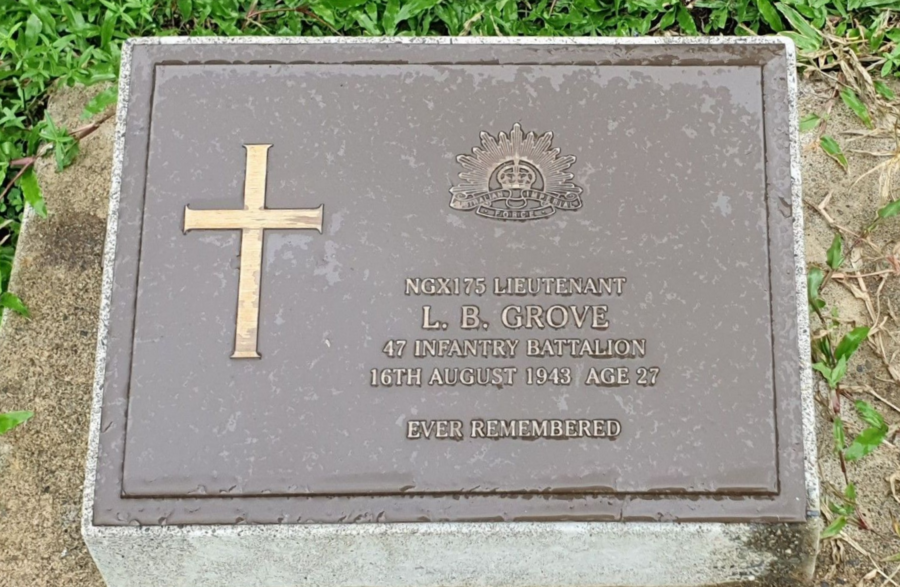 NGX175 LIEUTENANT
L. B. GROVE
47 INFANTRY BATTALION
16TH AUGUST 1943 AGE 27
EVER REMEMBERED